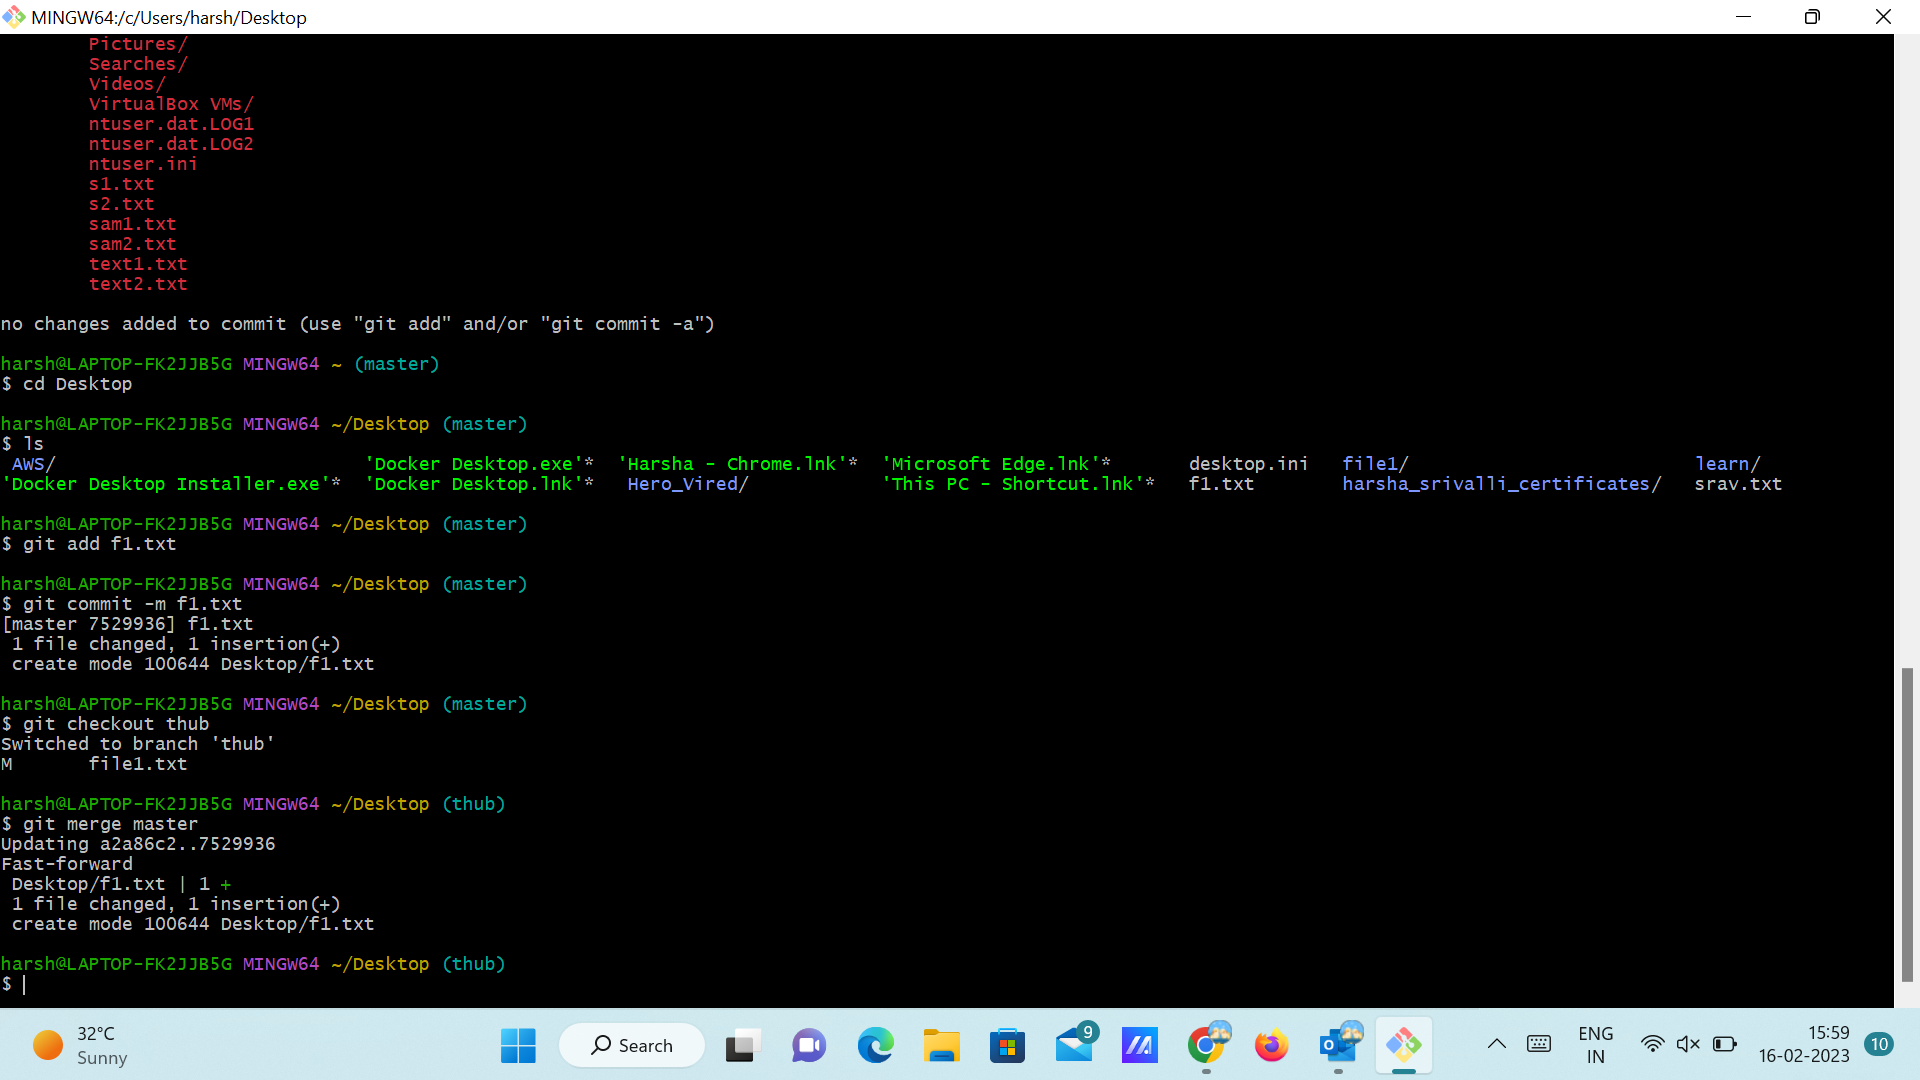 MINGW64:/c/Users/harsh/Desktop
Pictures/
Searches/
Videos/
VirtualBox VMs/
ntuser.dat.LOG1
ntuser.dat.LOG2
ntuser.ini
s1.txt
s2.txt
sam1.txt
sam2.txt
text1.txt
text2.txt
no changes added to commit (use "git add" and/or "git commit -a")
harsh@LAPTOP-FK2JJB5G MINGW64 ~ (master)
$ cd Desktop
harsh@LAPTOP-FK2JJB5G MINGW64 ~/Desktop (master)
$ ls
AWS/ 'Docker Desktop.exe'* 'Harsha - Chrome.lnk'* 'Microsoft Edge.lnk'* desktop.ini file1/ learn/
'Docker Desktop Installer.exe'* 'Docker Desktop.lnk'* Hero_Vired/ 'This PC - Shortcut.lnk'* f1.txt harsha_srivalli_certificates/ srav.txt
harsh@LAPTOP-FK2JJB5G MINGW64 ~/Desktop (master)
$ git add f1.txt
harsh@LAPTOP-FK2JJB5G MINGW64 ~/Desktop (master)
$ git commit -m f1.txt
[master 7529936] f1.txt
1 file changed, 1 insertion(+)
create mode 100644 Desktop/f1.txt
harsh@LAPTOP-FK2JJB5G MINGW64 ~/Desktop (master)
$ git checkout thub
Switched to branch 'thub'
M file1.txt
harsh@LAPTOP-FK2JJB5G MINGW64 ~/Desktop (thub)
$ git merge master
Updating a2a86c2..7529936
Fast-forward
Desktop/f1.txt | 1 +
1 file changed, 1 insertion(+)
create mode 100644 Desktop/f1.txt
harsh@LAPTOP-FK2JJB5G MINGW64 ~/Desktop (thub)
$
32°C
Sunny
Search
9
ENG
IN
15:59
16-02-2023
10